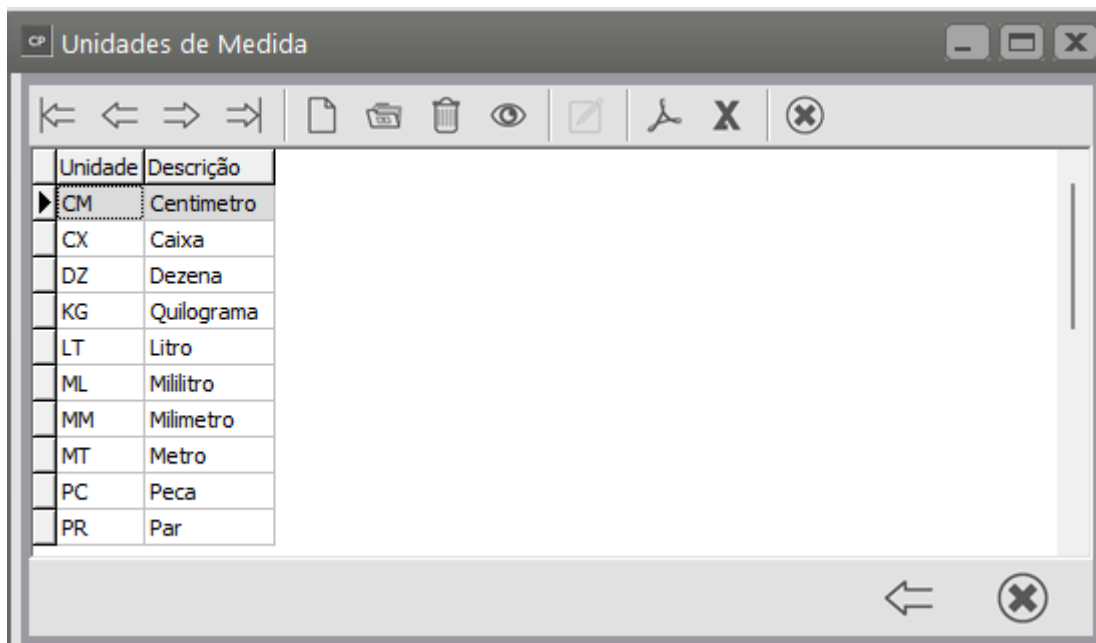 CP Unidades de Medida
Unidade Descrição
CM Centimetro
CX Caixa
DZ Dezena
KG Quilograma
LT Litro
ML Mililitro
MM Milimetro
MT Metro
PC Peca
PR Par